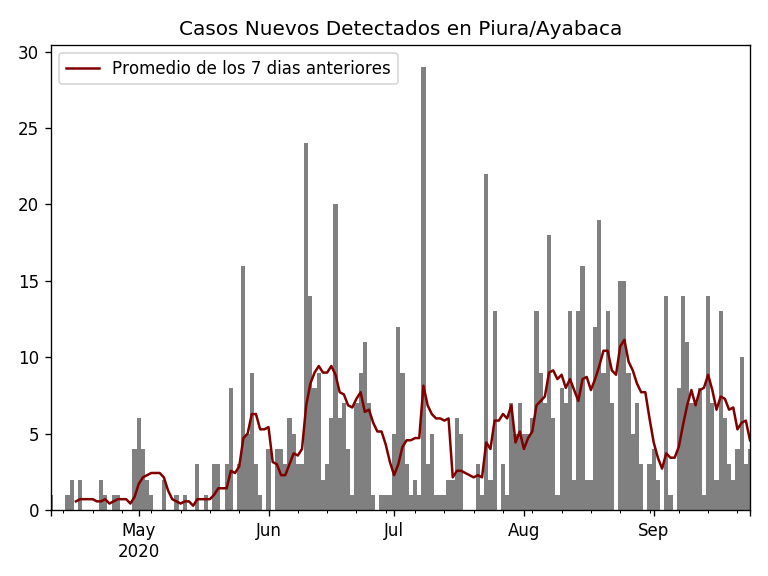 Casos Nuevos Detectados en Piura/Ayabaca
Promedio de los 7 dias anteriores
30
25
20
15
10
5
0
May Jun Jul Aug Sep
2020